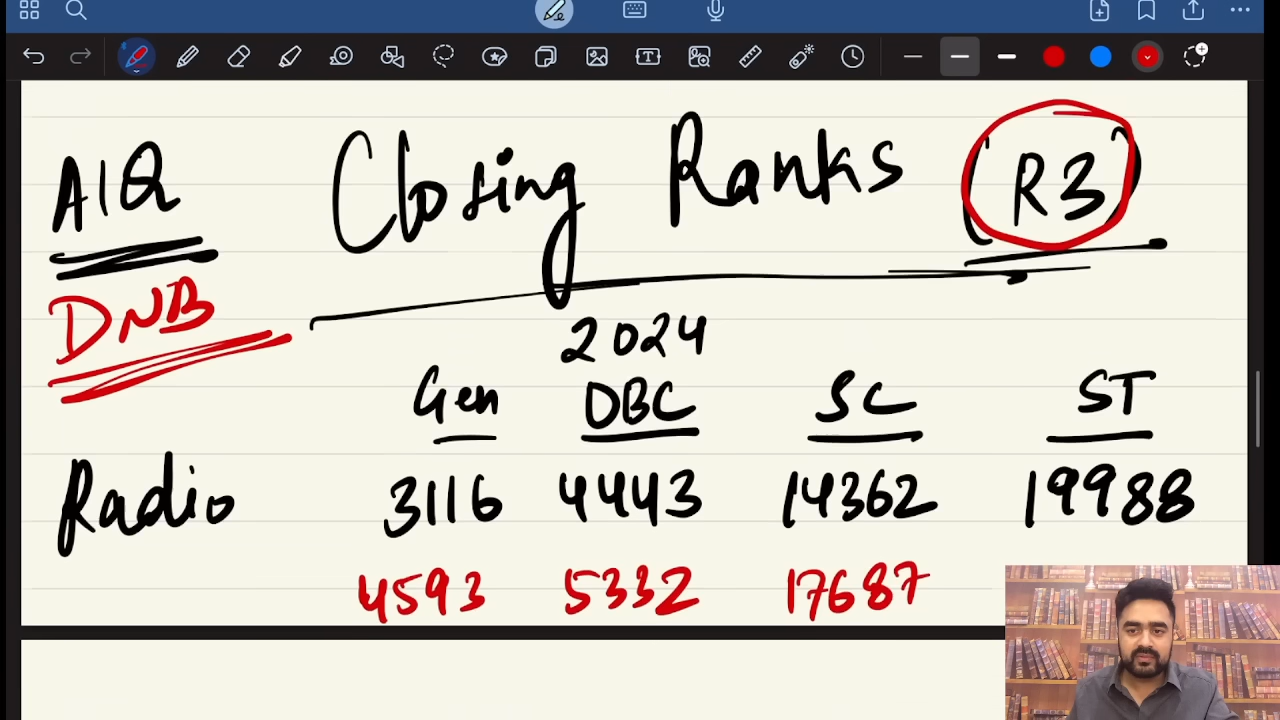 AIQ Closing Ranks (R3)
DNB
2024
Gen OBC SC ST
Radio 3116 4443 14362 19988
4593 5332 17687